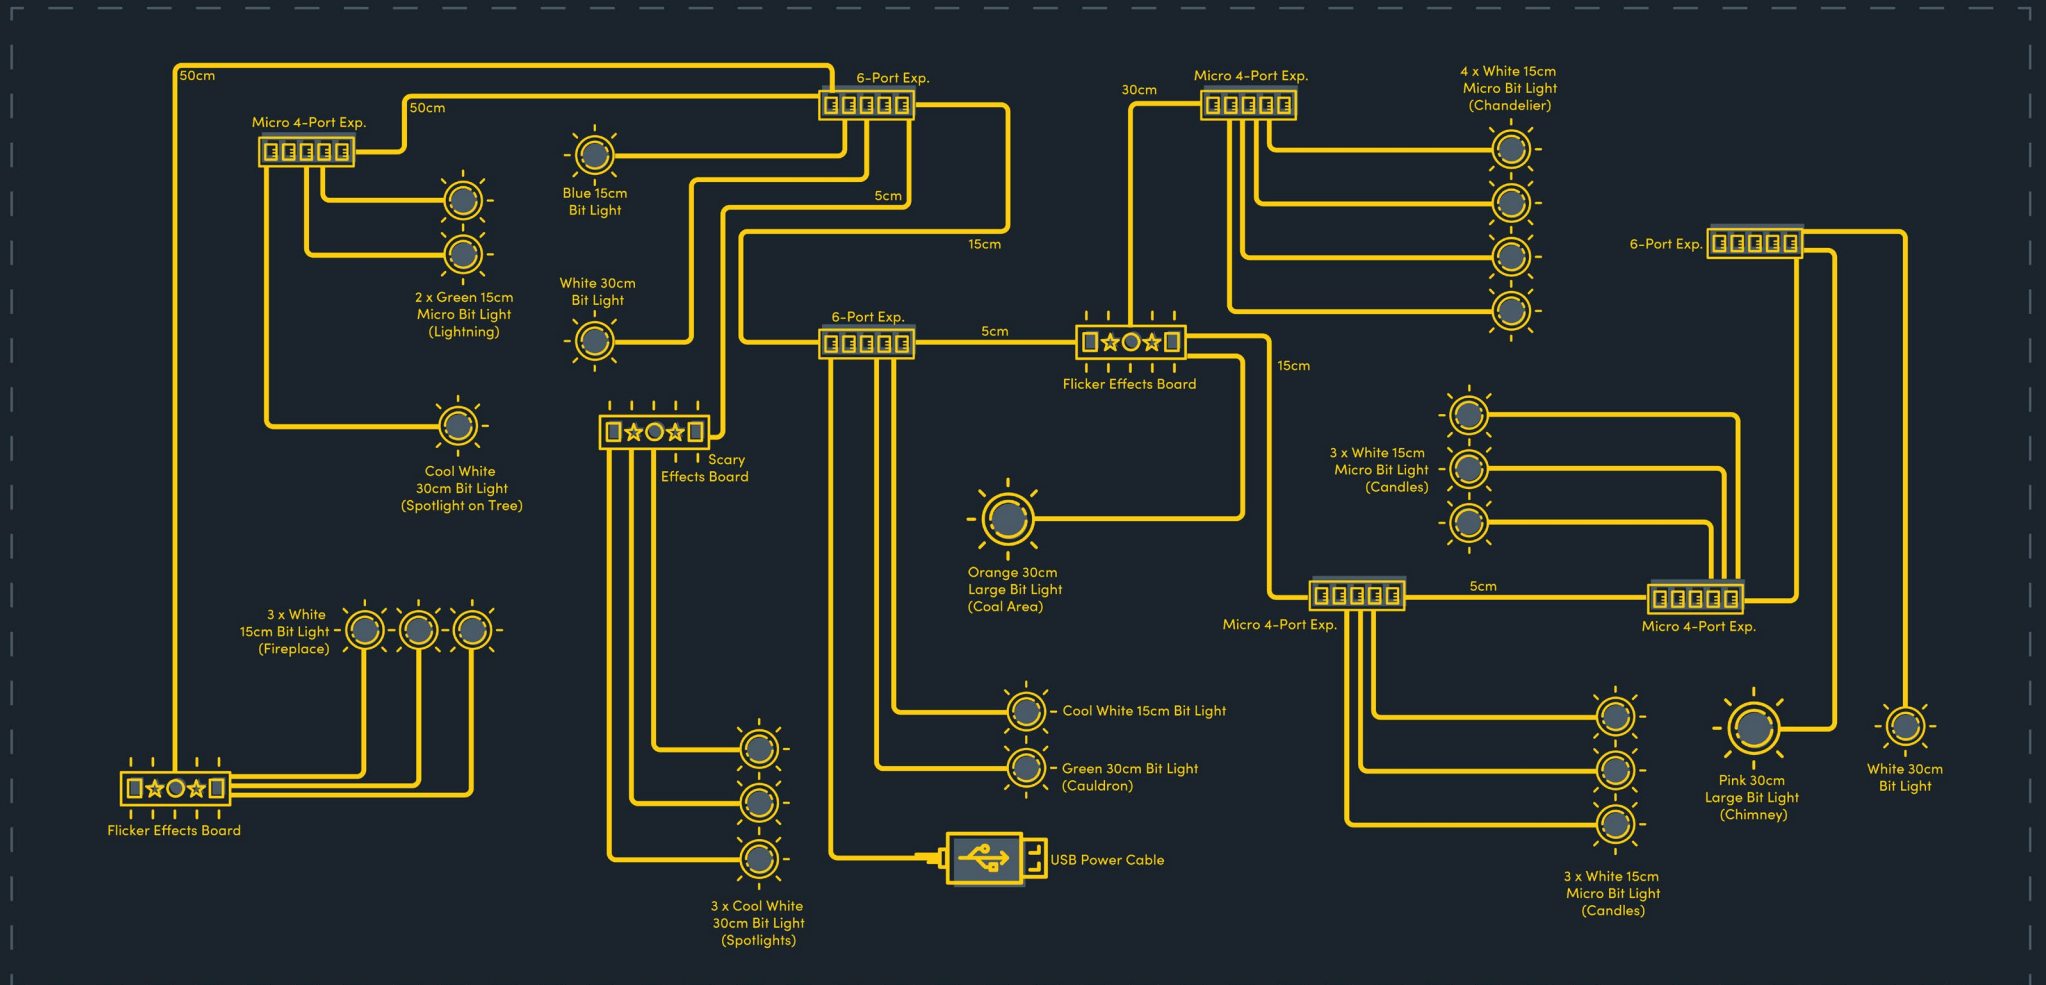 50cm
6-Port Exp.
Micro 4-Port Exp.
50cm
Blue 15cm
Bit Light
5cm
15cm
2 x Green 15cm
Micro Bit Light
(Lightning)
White 30cm
Bit Light
Cool White
30cm Bit Light
(Spotlight on Tree)
Scary
Effects Board
6-Port Exp.
5cm
Flicker Effects Board
30cm
Micro 4-Port Exp.
4 x White 15cm
Micro Bit Light
(Chandelier)
15cm
6-Port Exp.
3 x White 15cm
Micro Bit Light
(Candles)
Orange 30cm
Large Bit Light
(Coal Area)
Micro 4-Port Exp.
5cm
Micro 4-Port Exp.
3 x White
15cm Bit Light
(Fireplace)
Flicker Effects Board
Cool White 15cm Bit Light
Green 30cm Bit Light
(Cauldron)
USB Power Cable
3 x Cool White
30cm Bit Light
(Spotlights)
3 x White 15cm
Micro Bit Light
(Candles)
Pink 30cm
Large Bit Light
(Chimney)
White 30cm
Bit Light